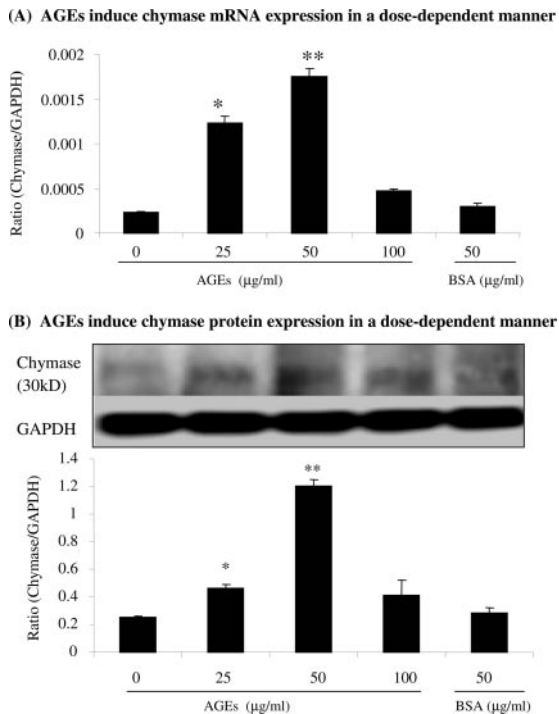 (A) AGEs induce chymase mRNA expression in a dose-dependent manner
Ratio (Chymase/GAPDH)
0.002
0.0015
0.001
0.0005
0
*
**
0 25 50 100 50
AGEs (μg/ml) BSA (μg/ml)
(B) AGEs induce chymase protein expression in a dose-dependent manner
Chymase
(30kD)
GAPDH
Ratio (Chymase/GAPDH)
1.4
1.2
1
0.8
0.6
0.4
0.2
0
*
**
0 25 50 100 50
AGEs (μg/ml) BSA (μg/ml)